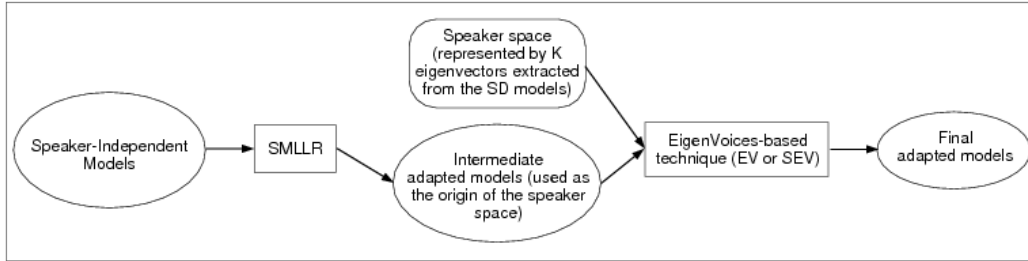 Speaker-Independent
Models
SMLLR
Speaker space
(represented by K
eigenvectors extracted
from the SD models)
Intermediate
adapted models (used as
the origin of the speaker
space)
EigenVoices-based
technique (EV or SEV)
Final
adapted models